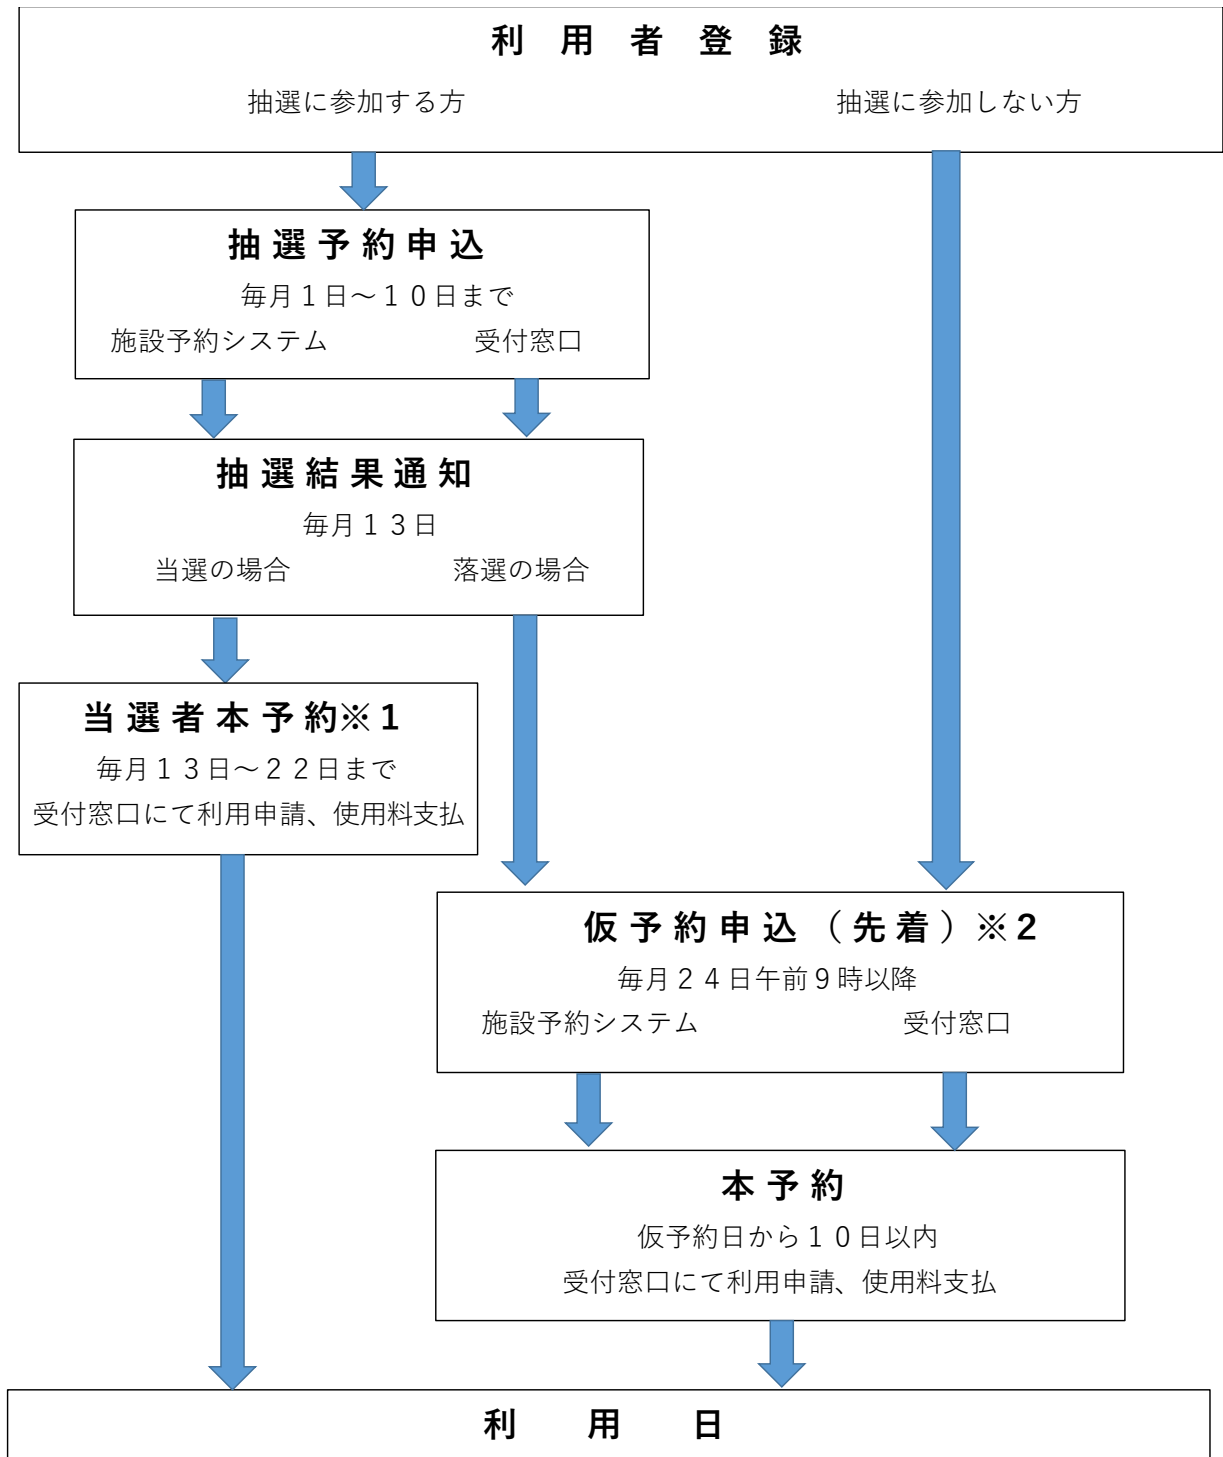 利用者登録
抽選に参加する方 抽選に参加しない方
抽選予約申込
毎月１日～１０日まで
施設予約システム 受付窓口
抽選結果通知
毎月１３日
当選の場合 落選の場合
当選者本予約※1
毎月１３日～２２日まで
受付窓口にて利用申請、使用料支払
仮予約申込（先着）※2
毎月２４日午前９時以降
施設予約システム 受付窓口
本予約
仮予約日から１０日以内
受付窓口にて利用申請、使用料支払
利用日